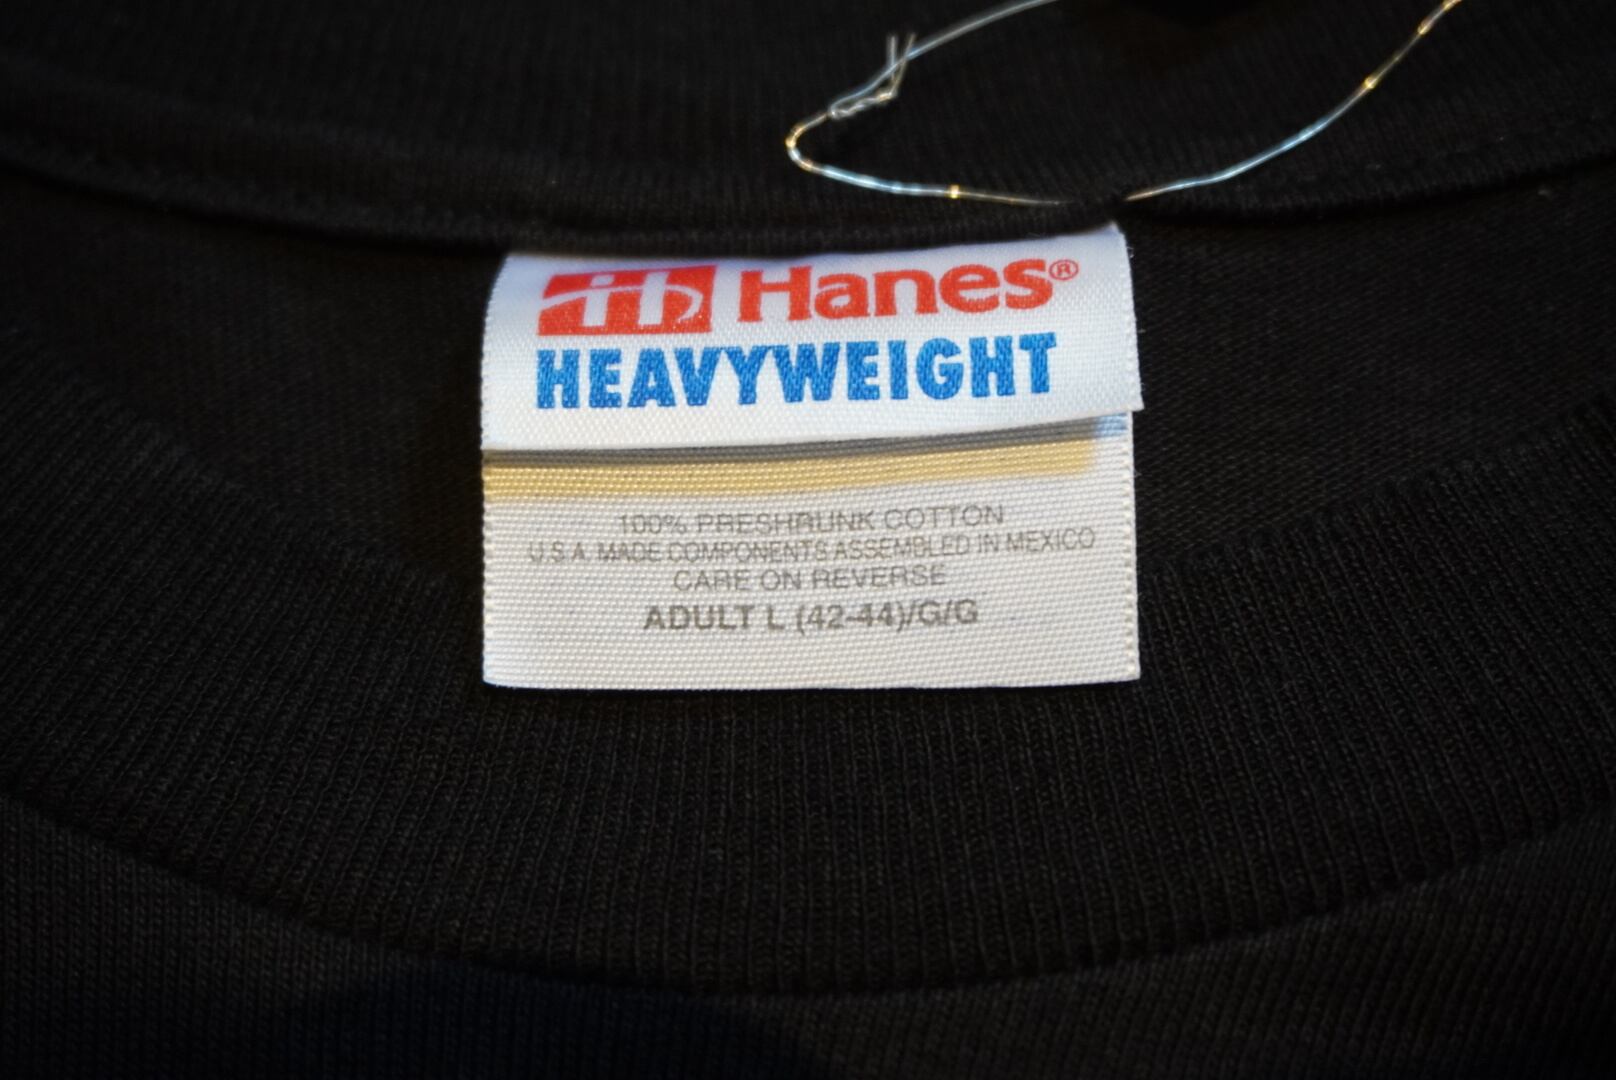 Hanes®
HEAVYWEIGHT
100% PRESHRUNK COTTON
U.S.A. MADE COMPONENTS ASSEMBLED IN MEXICO
CARE ON REVERSE
ADULT L (42-44)/G/G